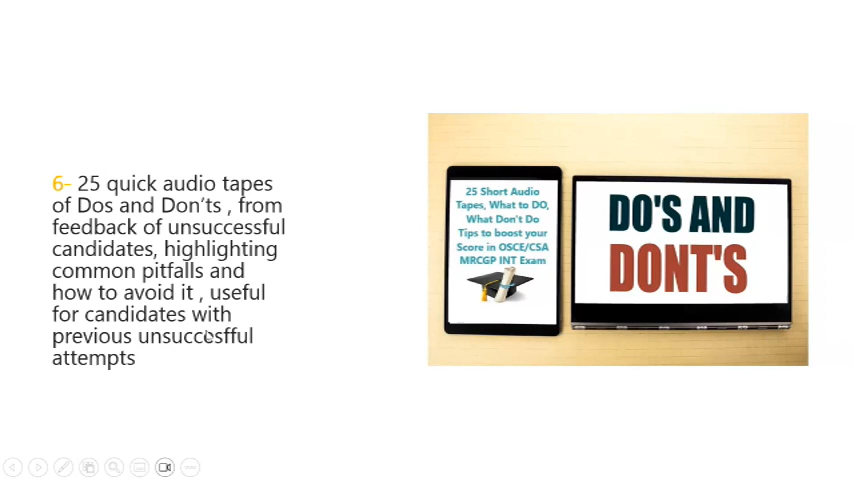 6- 25 quick audio tapes
of Dos and Don'ts , from
feedback of unsuccessful
candidates, highlighting
common pitfalls and
how to avoid it , useful
for candidates with
previous unsuccesfful
attempts
25 Short Audio
Tapes, What to DO,
What Don't Do
Tips to boost your
Score in OSCE/CSA
MRCGP INT Exam
DO'S AND
DONT'S